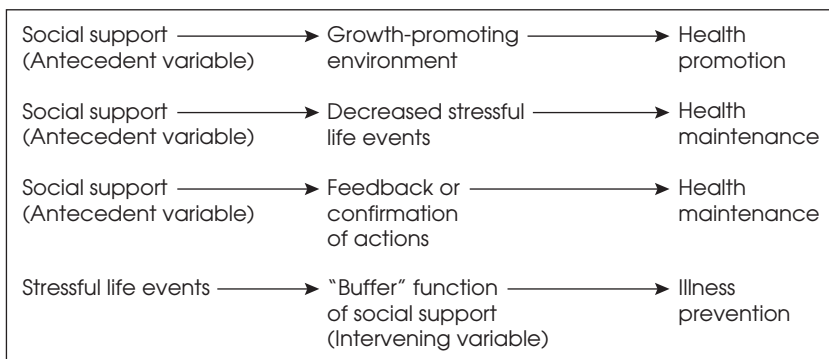 Social support Growth-promoting Health
(Antecedent variable) environment promotion
Social support Decreased stressful Health
(Antecedent variable) life events maintenance
Social support Feedback or Health
(Antecedent variable) confirmation maintenance
of actions
Stressful life events “Buffer” function Illness
of social support prevention
(Intervening variable)